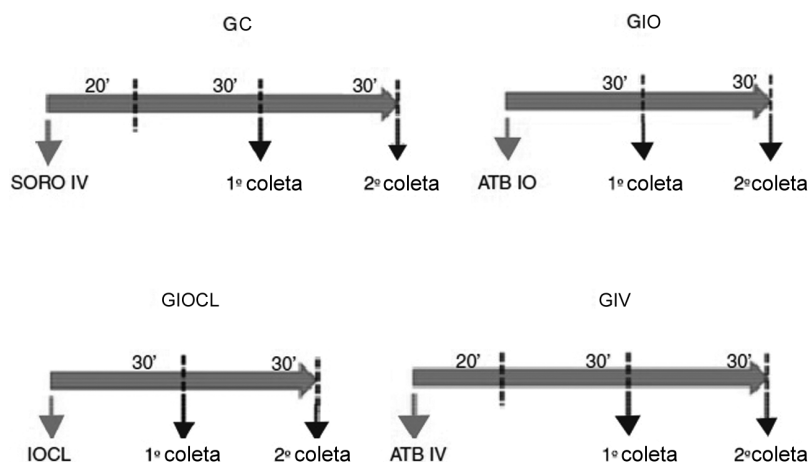 GC
20’ 30’ 30’
SORO IV 1º coleta 2º coleta
GIO
30’ 30’
ATB IO 1º coleta 2º coleta
GIOCL
30’ 30’
IOCL 1º coleta 2º coleta
GIV
20’ 30’ 30’
ATB IV 1º coleta 2º coleta